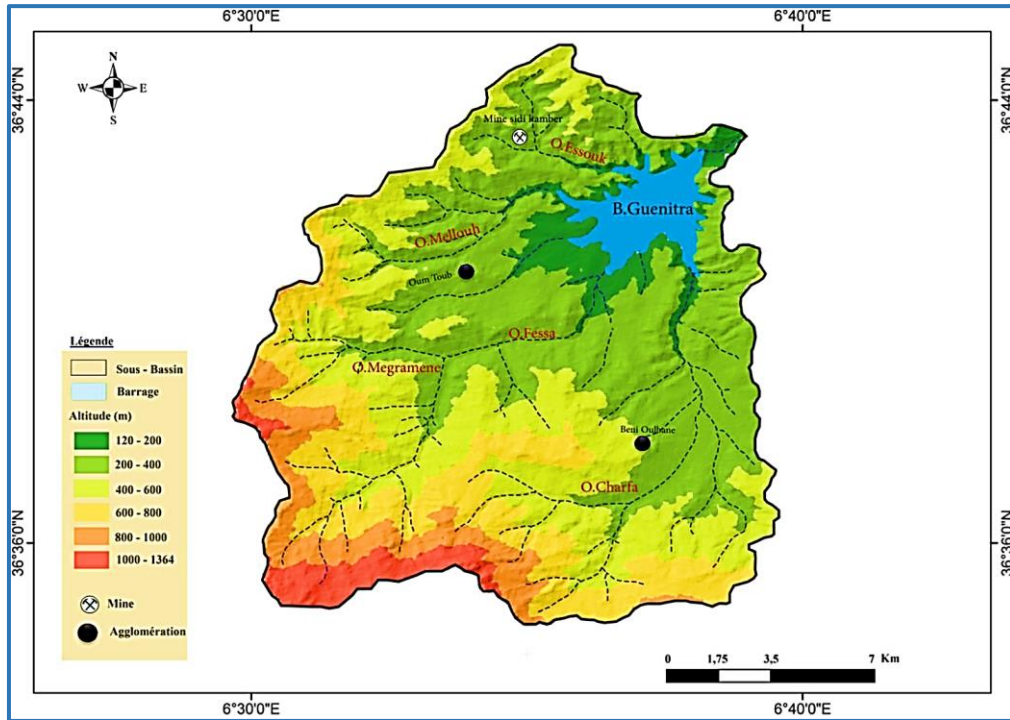 6°30'0"E
6°40'0"E
36°44'0"N
36°44'0"N
N
W E
S
Mine sidi kamber
O.Essouk
B.Guenitra
O.Mellouh
Oum Toub
O.Fessa
O.Megramene
Beni Oulbane
O.Charfa
Légende
Sous - Bassin
Barrage
Altitude (m)
120 - 200
200 - 400
400 - 600
600 - 800
800 - 1000
1000 - 1364
Mine
Agglomération
36°36'0"N
36°36'0"N
0 1,75 3,5 7 Km
6°30'0"E
6°40'0"E